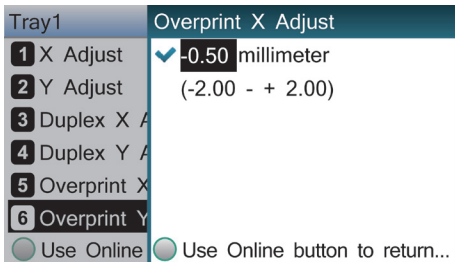 Tray1
1 X Adjust
2 Y Adjust
3 Duplex X
4 Duplex Y
5 Overprint X
6 Overprint Y
Use Online
Overprint X Adjust
-0.50 millimeter
(-2.00 - + 2.00)
Use Online button to return...